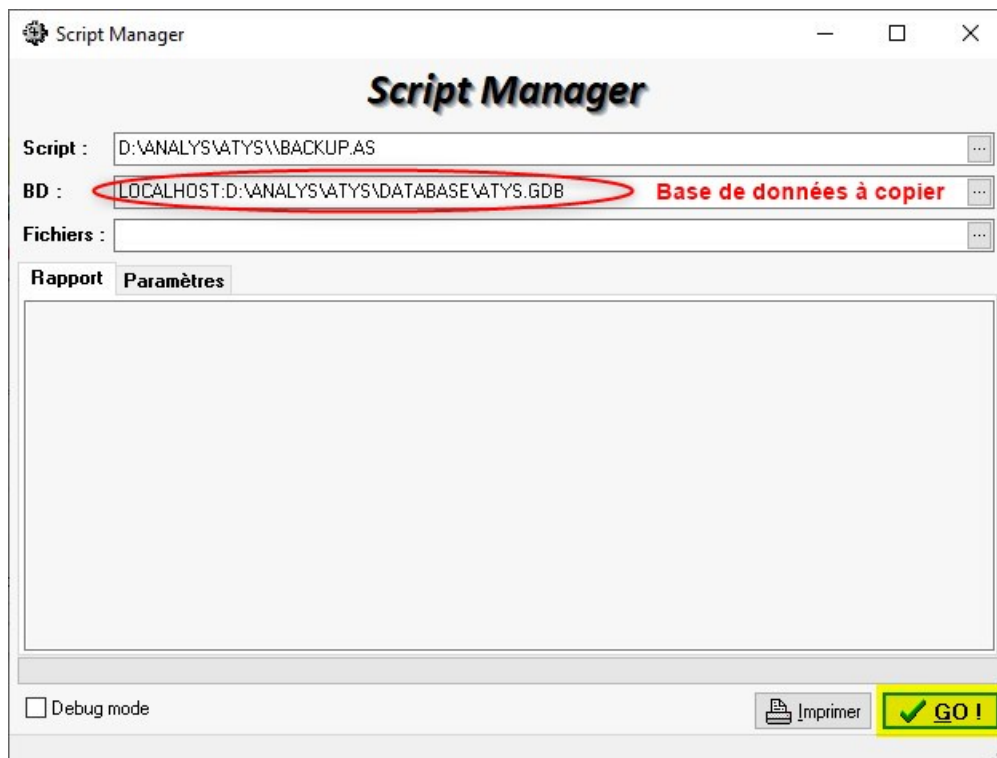 Script Manager
Script Manager
Script : D:\ANALYS\ATYS\\BACKUP.AS ...
BD : LOCALHOST:D:\ANALYS\ATYS\DATABASE\ATYS.GDB Base de données à copier ...
Fichiers : ...
Rapport Paramètres
Debug mode Imprimer GO !